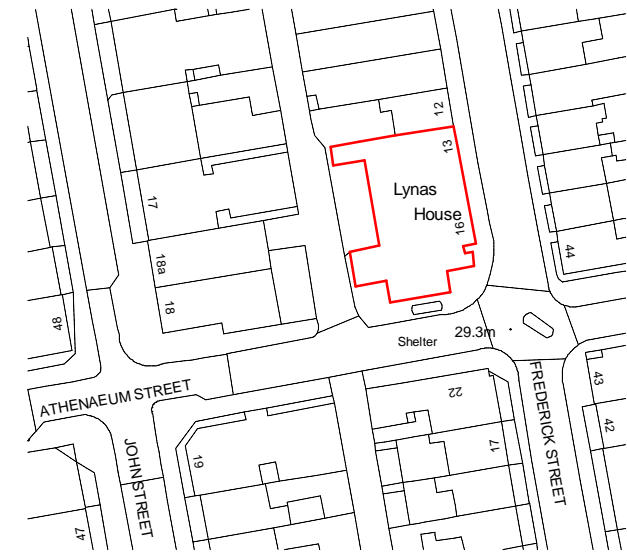 12
13
Lynas
House
16
17
18a
18
44
48
Shelter
29.3m
ATHENAEUM STREET
JOHN STREET
FREDERICK STREET
22
17
43
42
19
47